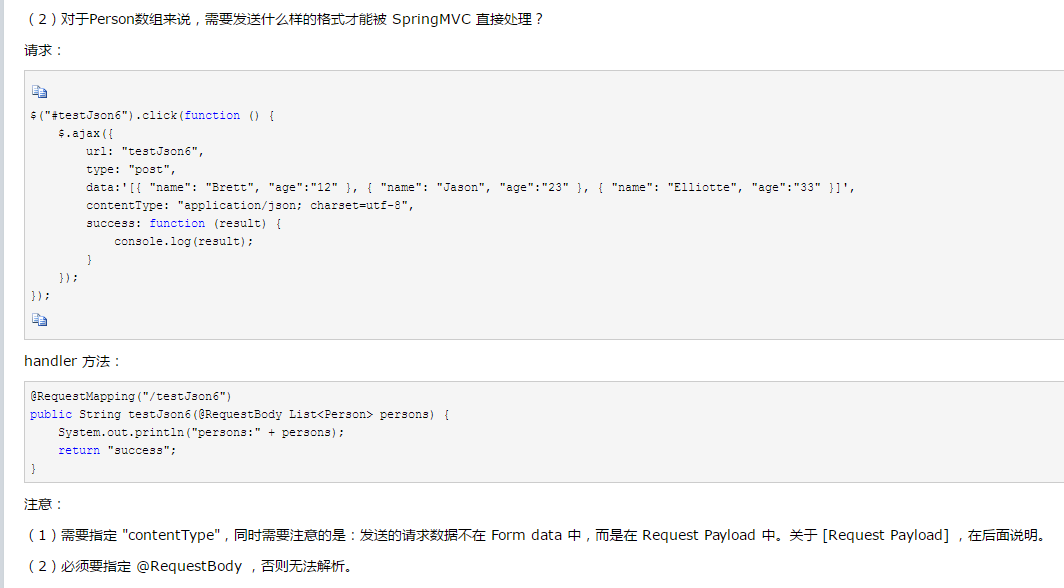 （2）对于Person数组来说，需要发送什么样的格式才能被 SpringMVC 直接处理？
请求：
$("#testJson6").click(function () {
    $.ajax({
        url: "testJson6",
        type: "post",
        data:'[{ "name": "Brett", "age":"12" }, { "name": "Jason", "age":"23" }, { "name": "Elliotte", "age":"33" }]',
        contentType: "application/json; charset=utf-8",
        success: function (result) {
            console.log(result);
        }
    });
});
handler 方法：
@RequestMapping("/testJson6")
public String testJson6(@RequestBody List<Person> persons) {
    System.out.println("persons:" + persons);
    return "success";
}
注意：
（1）需要指定 "contentType"，同时需要注意的是：发送的请求数据不在 Form data 中，而是在 Request Payload 中。关于 [Request Payload] ，在后面说明。
（2）必须要指定 @RequestBody ，否则无法解析。